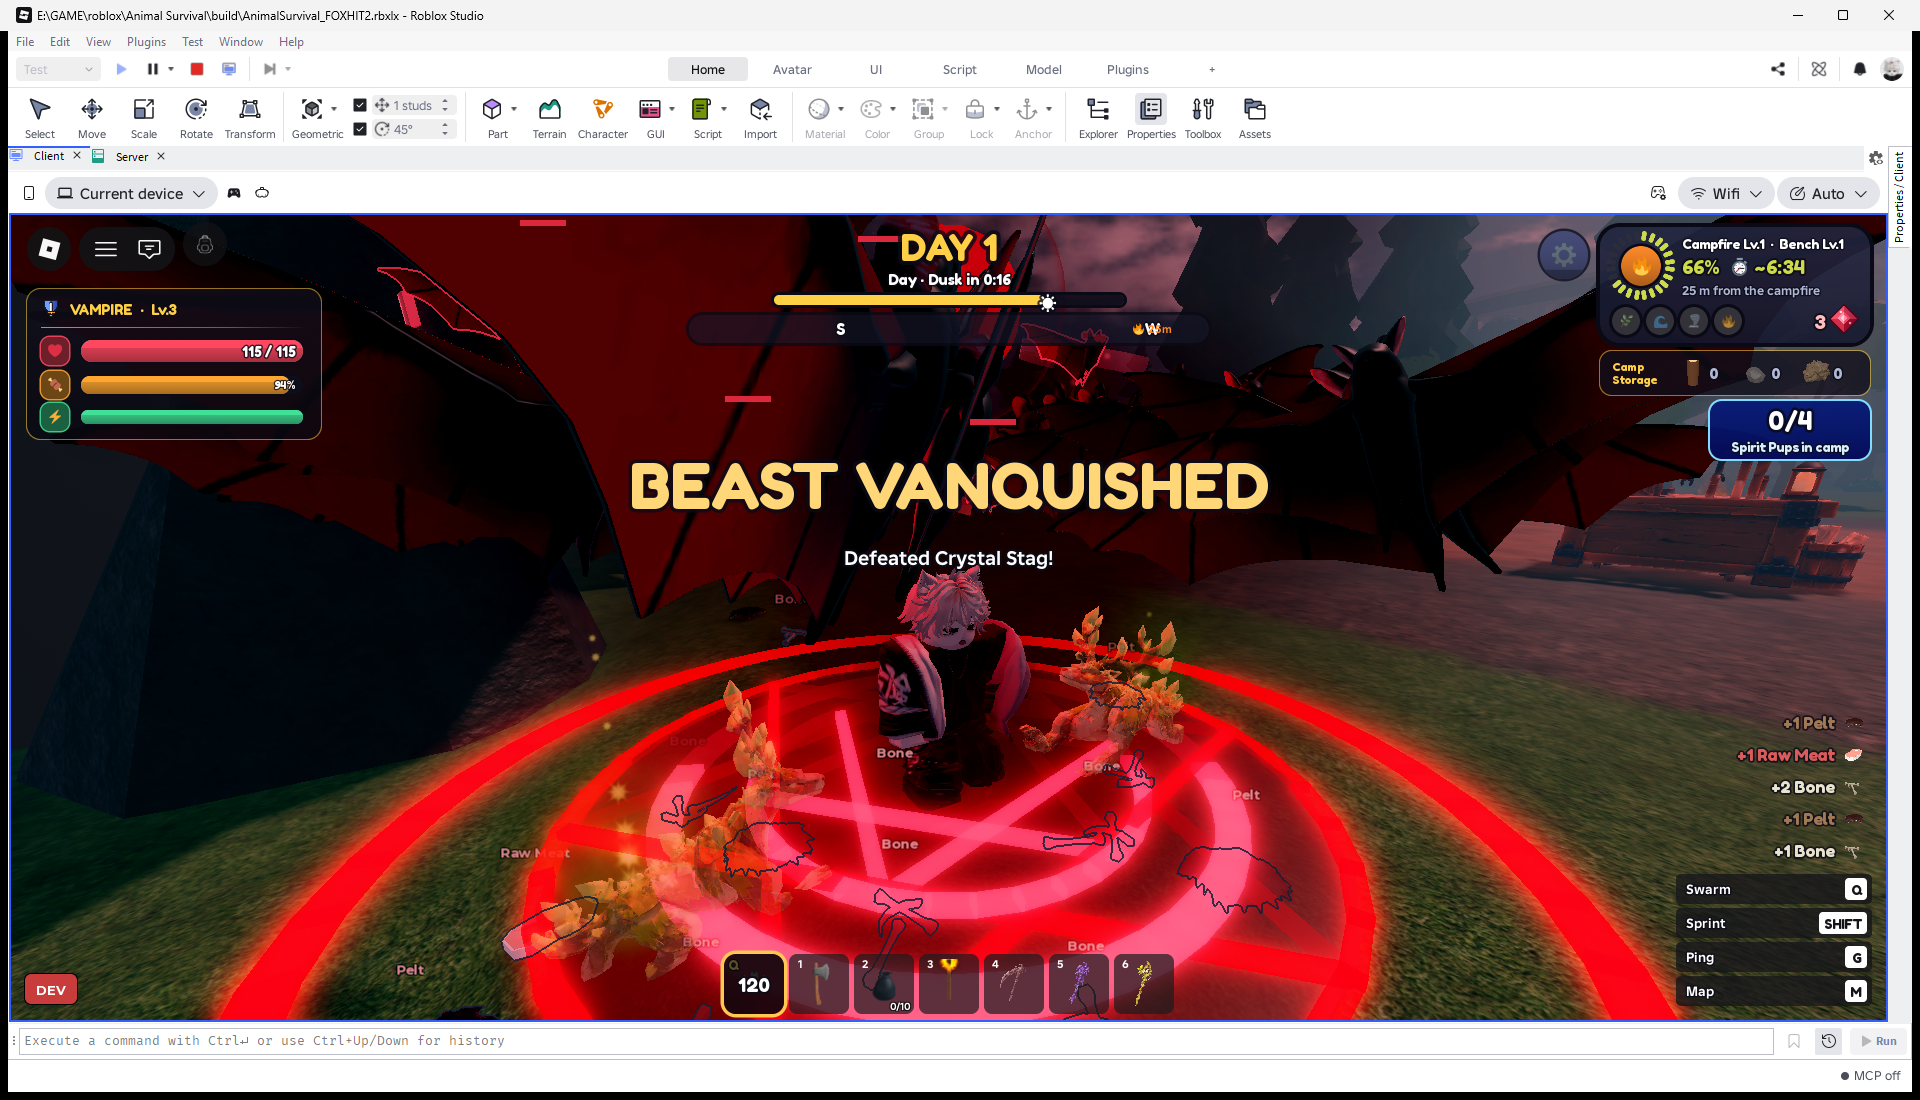 E:\GAME\roblox\Animal Survival\build\AnimalSurvival_FOXHIT2.rbxlx - Roblox Studio
File Edit View Plugins Test Window Help
Test
Home Avatar UI Script Model Plugins +
1 studs
45°
Select Move Scale Rotate Transform Geometric Part Terrain Character GUI Script Import Material Color Group Lock Anchor Explorer Properties Toolbox Assets
Client Server
Properties / Client
Current device
Wifi Auto
DAY 1
Day · Dusk in 0:16
S W
VAMPIRE · Lv.3
115 / 115
94%
Campfire Lv.1 · Bench Lv.1
66% ~6:34
25 m from the campfire
3
Camp Storage 0 0 0
0/4
Spirit Pups in camp
BEAST VANQUISHED
Defeated Crystal Stag!
Bone
Bone
Pelt
Bone
Raw Meat
Bone
Bone
Pelt
+1 Pelt
+1 Raw Meat
+2 Bone
+1 Pelt
+1 Bone
Swarm Q
Sprint SHIFT
Ping G
Map M
DEV
Q
120
1
2
0/10
3
4
5
6
Execute a command with Ctrl↵ or use Ctrl+Up/Down for history
Run
MCP off